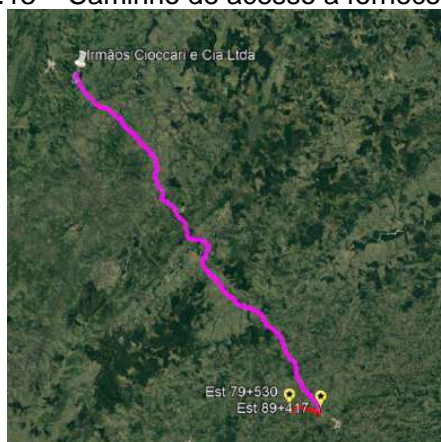 Caminho de acesso a fornece
Irmãos Cioccari e Cia Ltda
Est 79+530
Est 89+417